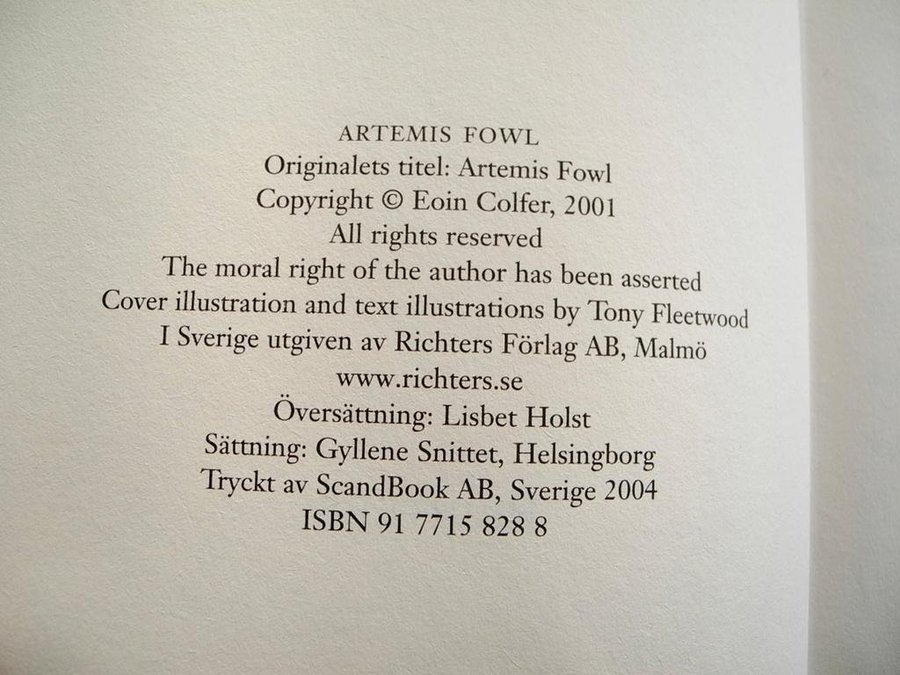 ARTEMIS FOWL
Originalets titel: Artemis Fowl
Copyright © Eoin Colfer, 2001
All rights reserved
The moral right of the author has been asserted
Cover illustration and text illustrations by Tony Fleetwood
I Sverige utgiven av Richters Förlag AB, Malmö
www.richters.se
Översättning: Lisbet Holst
Sättning: Gyllene Snittet, Helsingborg
Tryckt av ScandBook AB, Sverige 2004
ISBN 91 7715 828 8